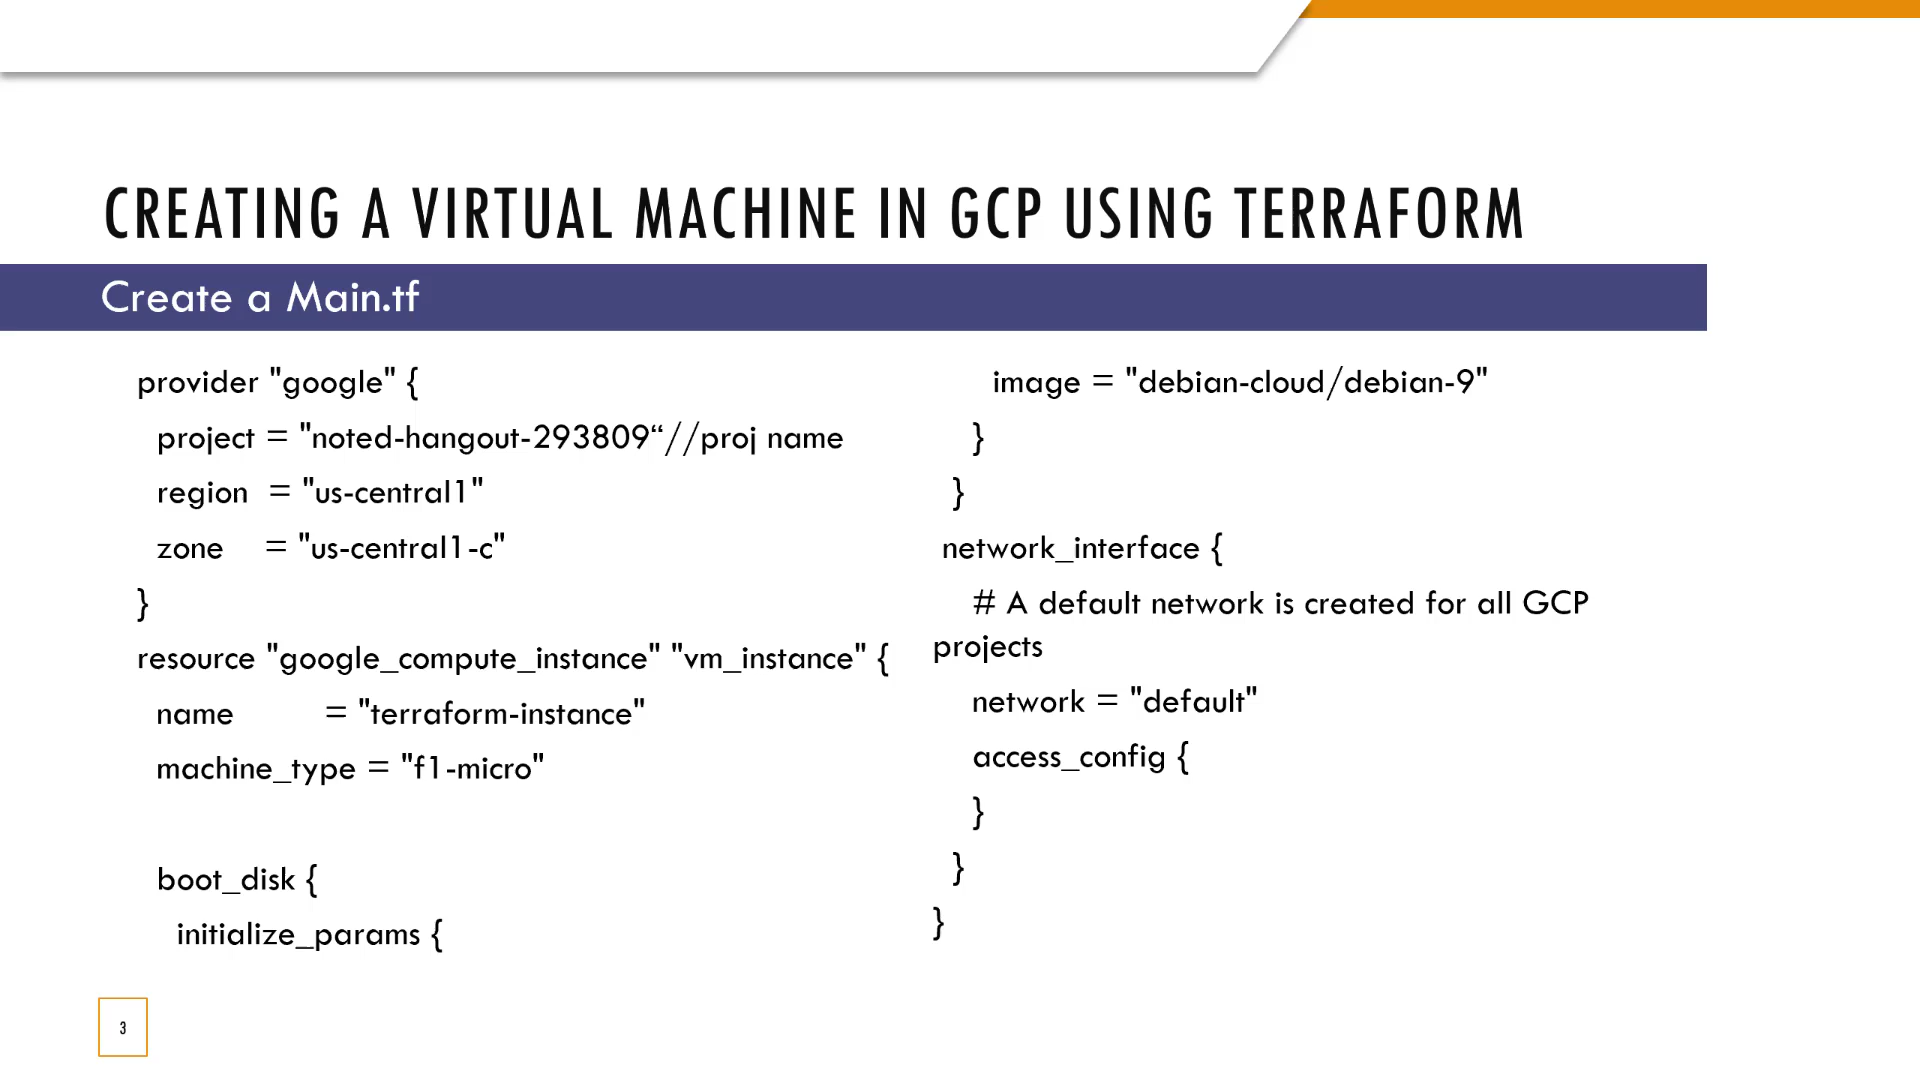 CREATING A VIRTUAL MACHINE IN GCP USING TERRAFORM
Create a Main.tf
provider "google" {
project = "noted-hangout-293809“//proj name
region = "us-central1"
zone = "us-central1-c"
}
resource "google_compute_instance" "vm_instance" {
name = "terraform-instance"
machine_type = "f1-micro"
boot_disk {
initialize_params {
image = "debian-cloud/debian-9"
}
}
network_interface {
# A default network is created for all GCP
projects
network = "default"
access_config {
}
}
}
3